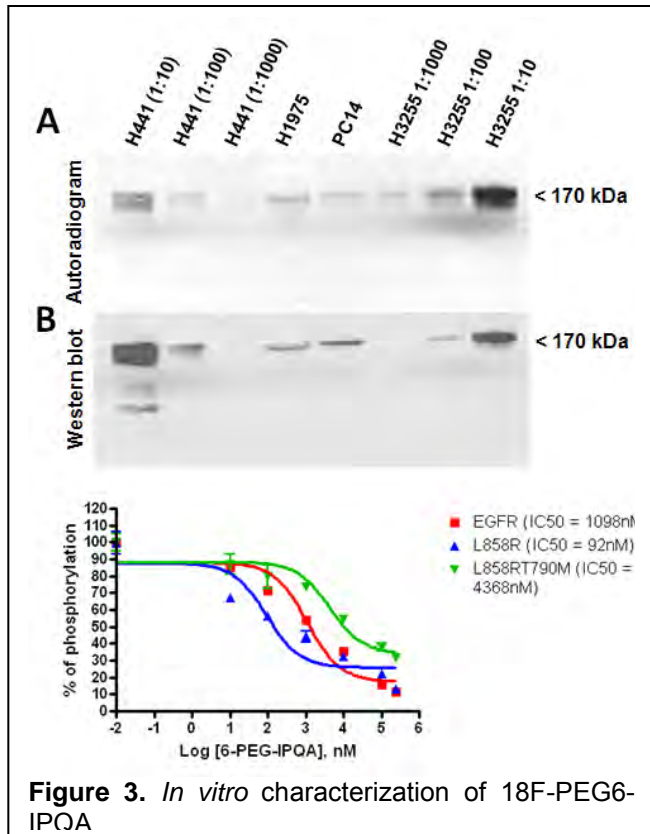 H441 (1:10)
H441 (1:100)
H441 (1:1000)
H1975
PC14
H3255 1:1000
H3255 1:100
H3255 1:10
A
Autoradiogram
< 170 kDa
B
Western blot
< 170 kDa
% of phosphorylation
120
110
100
90
80
70
60
50
40
30
20
10
0
-2 -1 0 1 2 3 4 5 6
Log [6-PEG-IPQA], nM
EGFR (IC50 = 1098nM
L858R (IC50 = 92nM)
L858RT790M (IC50 =
4368nM)
Figure 3. In vitro characterization of 18F-PEG6-
IPQA